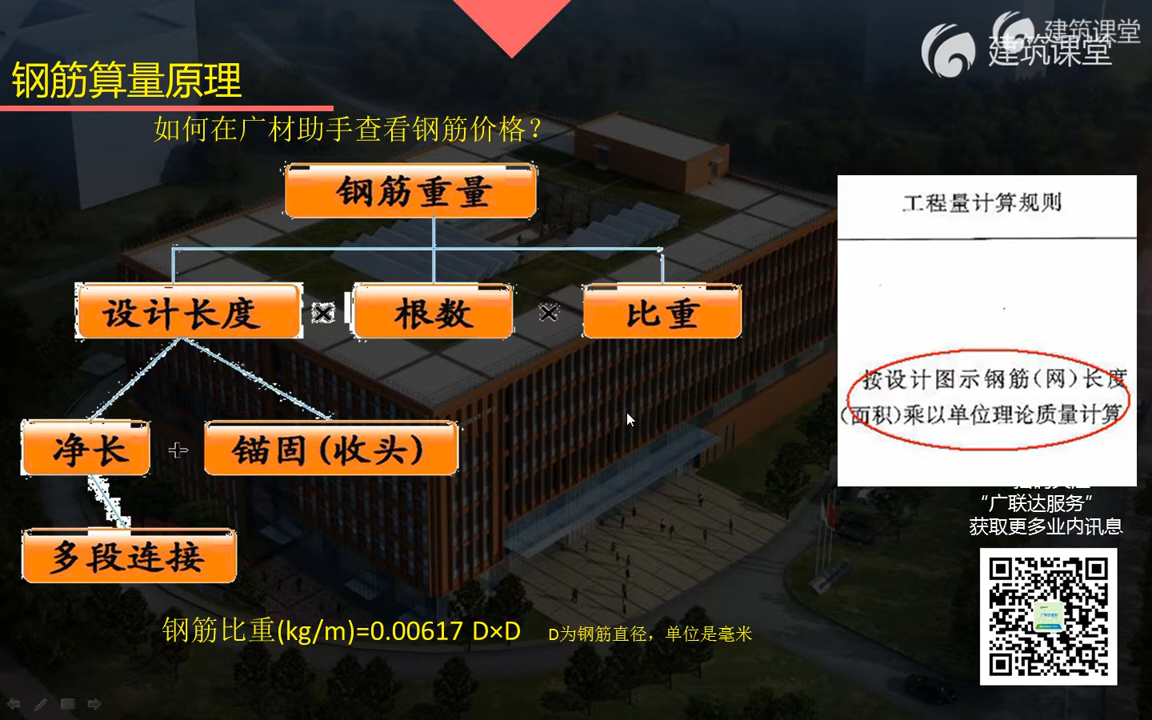 建筑课堂
建筑课堂
钢筋算量原理
如何在广材助手查看钢筋价格？
钢筋重量
设计长度 × 根数 × 比重
净长 + 锚固(收头)
多段连接
钢筋比重(kg/m)=0.00617 D×D D为钢筋直径，单位是毫米
工程量计算规则
按设计图示钢筋(网)长度
(面积)乘以单位理论质量计算
“广联达服务”
获取更多业内讯息